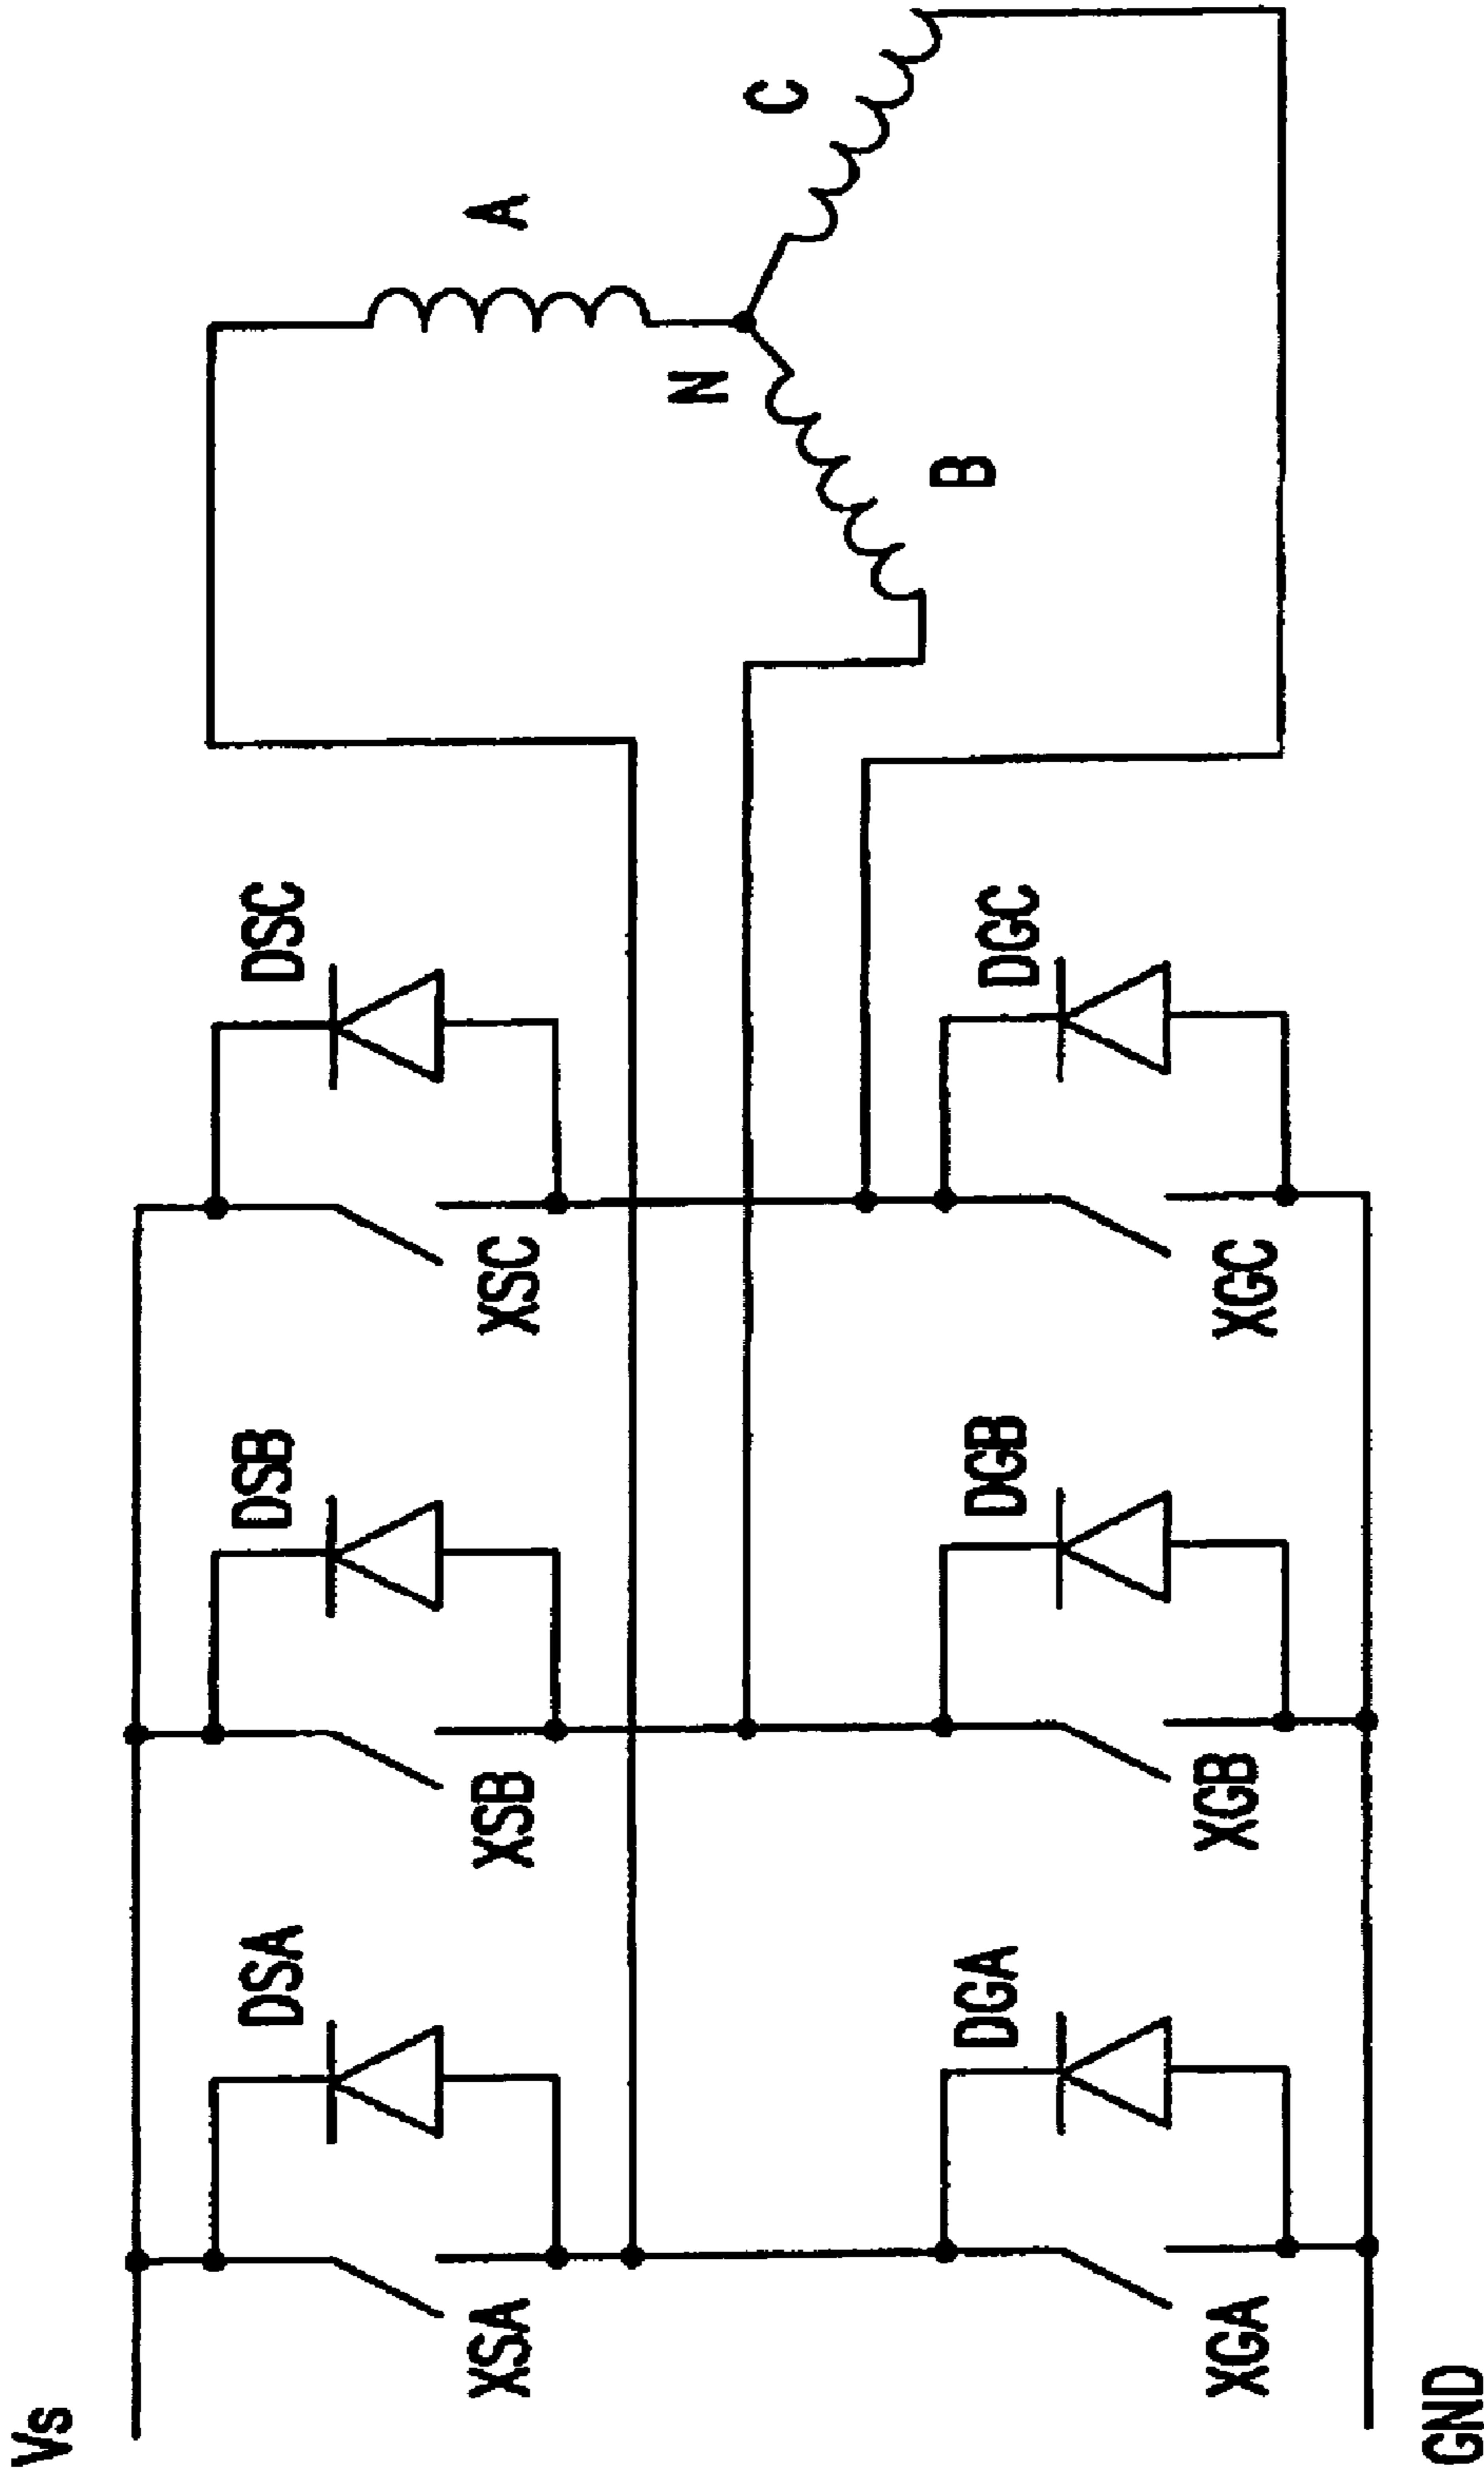 Vs
DSA
DSB
DSC
A
C
XSA
XSB
XSC
N
B
DGA
DGB
DGC
XGA
XGB
XGC
GND